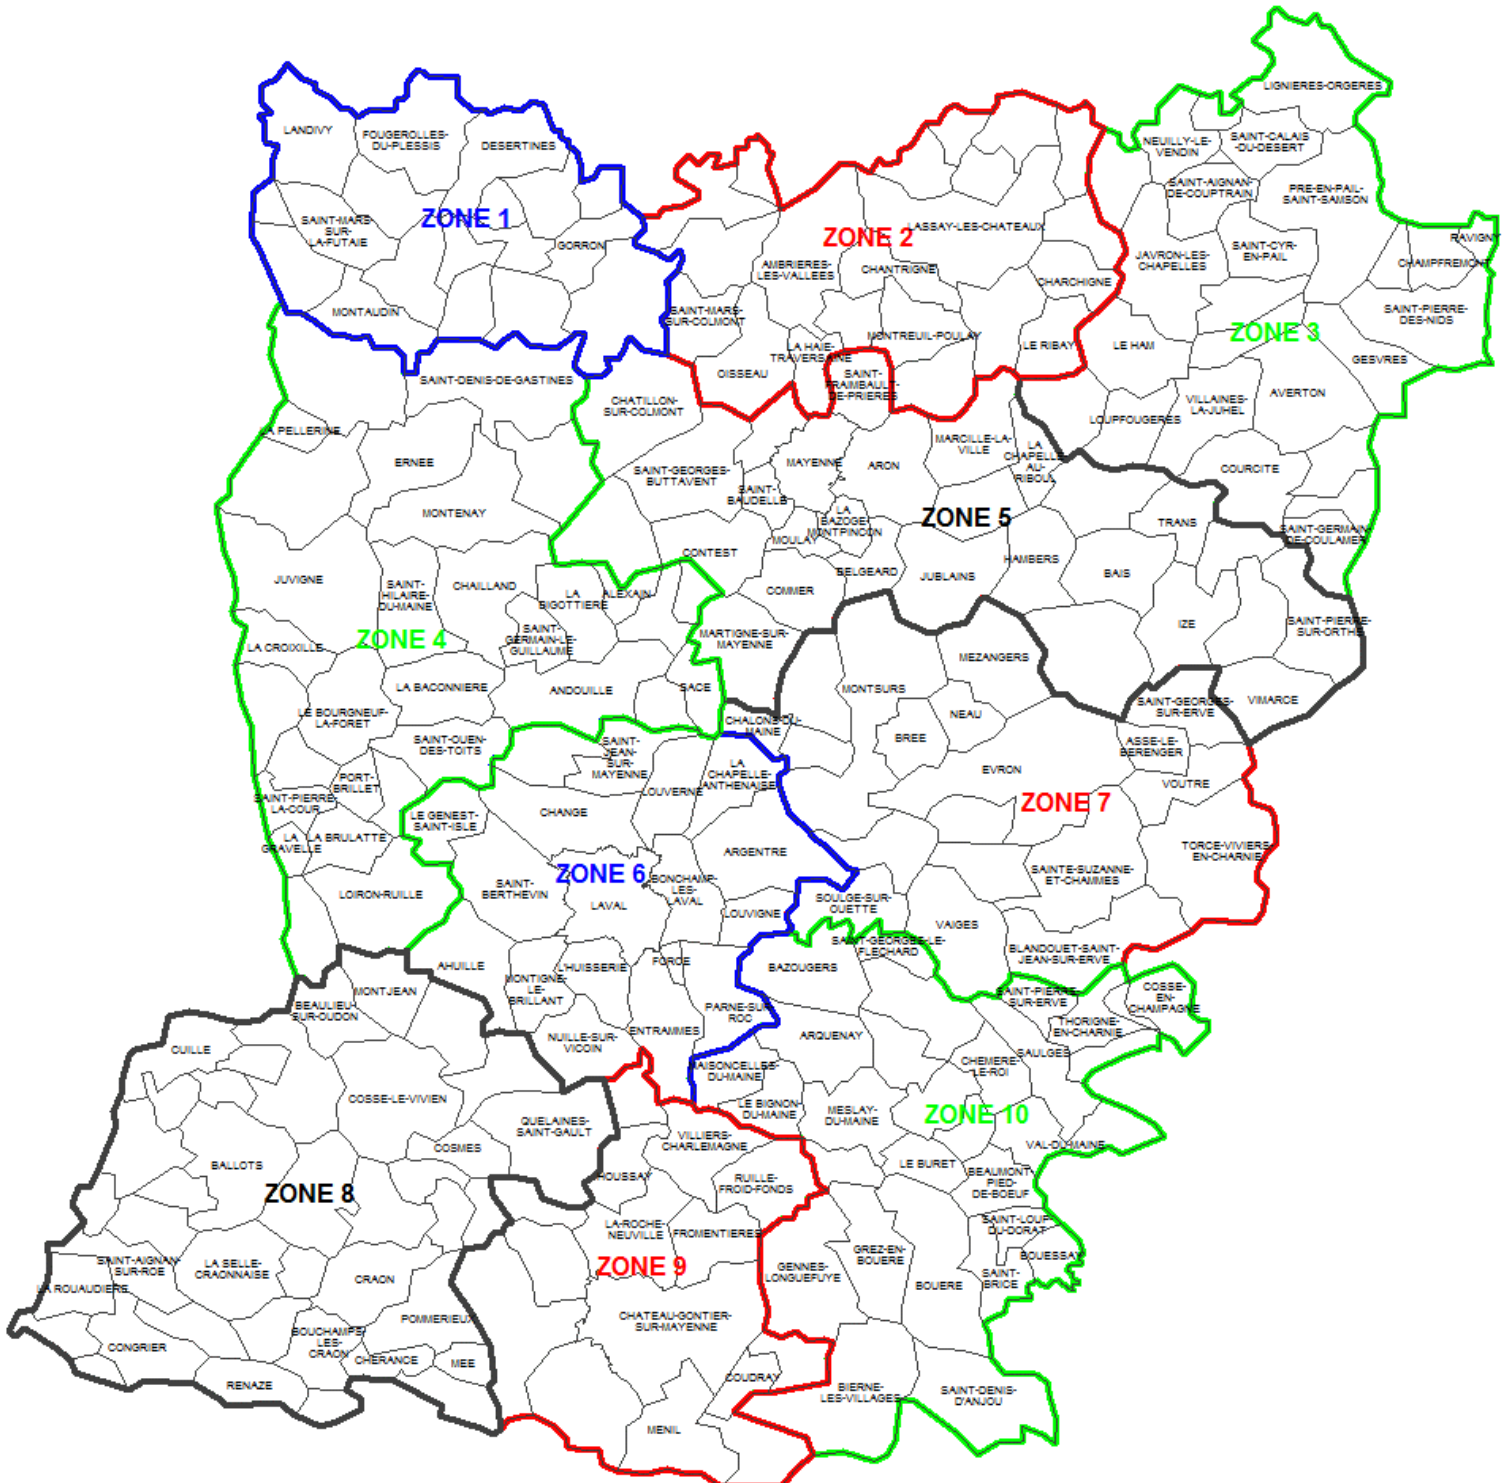 LIGNIERES-ORGERES
LANDIVY
FOUGEROLLES-
DU-PLESSIS
DESERTINES
NEUILLY-LE-
VENDIN
SAINT-CALAIS
-DU-DESERT
SAINT-AIGNAN-
DE-COUPTRAIN
PRE-EN-PAIL-
SAINT-SAMSON
SAINT-MARS-
SUR-
LA-FUTAIE
ZONE 1
GORRON
MONTAUDIN
ZONE 2
LASSAY-LES-CHATEAUX
AMBRIERES-
LES-VALLEES
CHANTRIGNE
CHARCHIGNE
SAINT-MARS-
SUR-COLMONT
LA HAIE-
TRAVERSAINE
MONTREUIL-POULAY
LE RIBAY
OISSEAU
SAINT-
FRAIMBAULT-
DE-PRIERES
JAVRON-LES-
CHAPELLES
SAINT-CYR-
EN-PAIL
RAVIGNY
CHAMPFREMONT
SAINT-PIERRE-
DES-NIDS
ZONE 3
LE HAM
GESVRES
AVERTON
VILLAINES-
LA-JUHEL
LOUPFOUGERES
COURCITE
SAINT-GERMAIN-
DE-COULAMER
SAINT-DENIS-DE-GASTINES
LA PELLERINE
ERNEE
MONTENAY
JUVIGNE
SAINT-
HILAIRE-
DU-MAINE
CHAILLAND
LA
BIGOTTIERE
ALEXAIN
SAINT-
GERMAIN-LE-
GUILLAUME
LA CROIXILLE
ZONE 4
LA BACONNIERE
ANDOUILLE
SACE
LE BOURGNEUF-
LA-FORET
SAINT-OUEN-
DES-TOITS
PORT-
BRILLET
SAINT-PIERRE-
LA-COUR
LA
GRAVELLE
LA BRULATTE
LOIRON-RUILLE
CHATILLON-
SUR-COLMONT
SAINT-GEORGES-
BUTTAVENT
SAINT-
BAUDELLE
MAYENNE
ARON
MARCILLE-LA-
VILLE
LA
CHAPELLE-
AU-
RIBOUL
LA
BAZOGE-
MONTPINCON
ZONE 5
TRANS
MOULAY
CONTEST
BELGEARD
JUBLAINS
HAMBERS
BAIS
COMMER
MARTIGNE-SUR-
MAYENNE
IZE
SAINT-PIERRE-
SUR-ORTHE
VIMARCE
LE GENEST-
SAINT-ISLE
SAINT-
JEAN-
SUR-
MAYENNE
CHANGE
LOUVERNE
LA
CHAPELLE-
ANTHENAISE
ARGENTRE
ZONE 6
SAINT-
BERTHEVIN
LAVAL
BONCHAMP-
LES-
LAVAL
LOUVIGNE
AHUILLE
MONTIGNE-
LE-
BRILLANT
L'HUISSERIE
FORCE
PARNE-SUR-
ROC
NUILLE-SUR-
VICOIN
ENTRAMMES
MEZANGERS
MONTSURS
SAINT-GEORGES-
SUR-ERVE
CHALONS-DU-
MAINE
BREE
NEAU
ASSE-LE-
BERENGER
EVRON
VOUTRE
ZONE 7
TORCE-VIVIERS-
EN-CHARNIE
SAINTE-SUZANNE-
ET-CHAMMES
SOULGE-SUR-
OUETTE
VAIGES
BLANDOUET-SAINT-
JEAN-SUR-ERVE
BEAULIEU-
SUR-OUDON
MONTJEAN
CUILLE
COSSE-LE-VIVIEN
QUELAINES-
SAINT-GAULT
COSMES
BALLOTS
ZONE 8
SAINT-AIGNAN-
SUR-ROE
LA ROUAUDIERE
LA SELLE-
CRAONNAISE
CRAON
POMMERIEUX
CONGRIER
BOUCHAMPS-
LES-
CRAON
CHERANCE
MEE
RENAZE
VILLIERS-
CHARLEMAGNE
HOUSSAY
RUILLE-
FROID-FONDS
LA-ROCHE-
NEUVILLE
FROMENTIERES
ZONE 9
CHATEAU-GONTIER-
SUR-MAYENNE
COUDRAY
MENIL
SAINT-GEORGES-LE-
FLECHARD
BAZOUGERS
SAINT-PIERRE-
SUR-ERVE
COSSE-
EN-
CHAMPAGNE
THORIGNE-
EN-CHARNIE
ARQUENAY
SAULGES
CHEMERE-
LE-ROI
MAISONCELLES-
DU-MAINE
LE BIGNON-
DU-MAINE
MESLAY-
DU-MAINE
ZONE 10
VAL-DU-MAINE
LE BURET
BEAUMONT-
PIED-
DE-BOEUF
SAINT-LOUP-
DU-DORAT
BOUESSAY
GREZ-EN-
BOUERE
GENNES-
LONGUEFUYE
BOUERE
SAINT-
BRICE
BIERNE-
LES-VILLAGES
SAINT-DENIS-
D'ANJOU